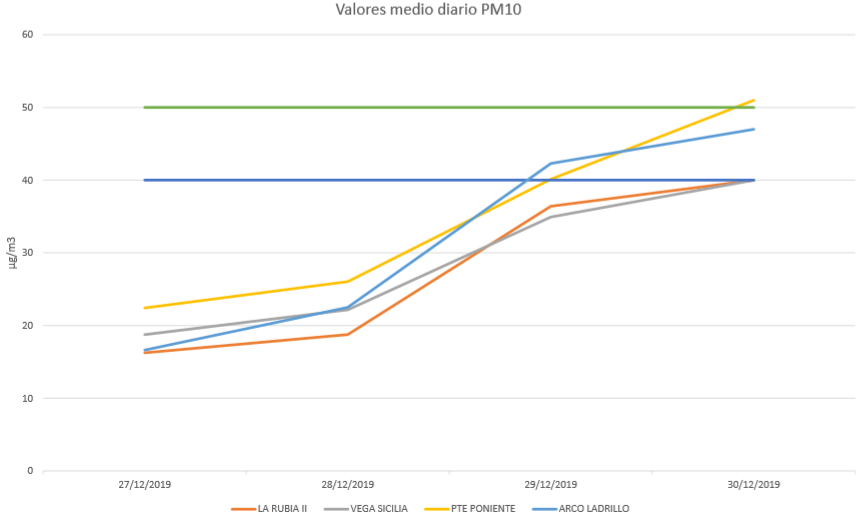 Valores medio diario PM10
60
50
40
30
20
10
0
µg/m3
27/12/2019 28/12/2019 29/12/2019 30/12/2019
LA RUBIA II VEGA SICILIA PTE PONIENTE ARCO LADRILLO